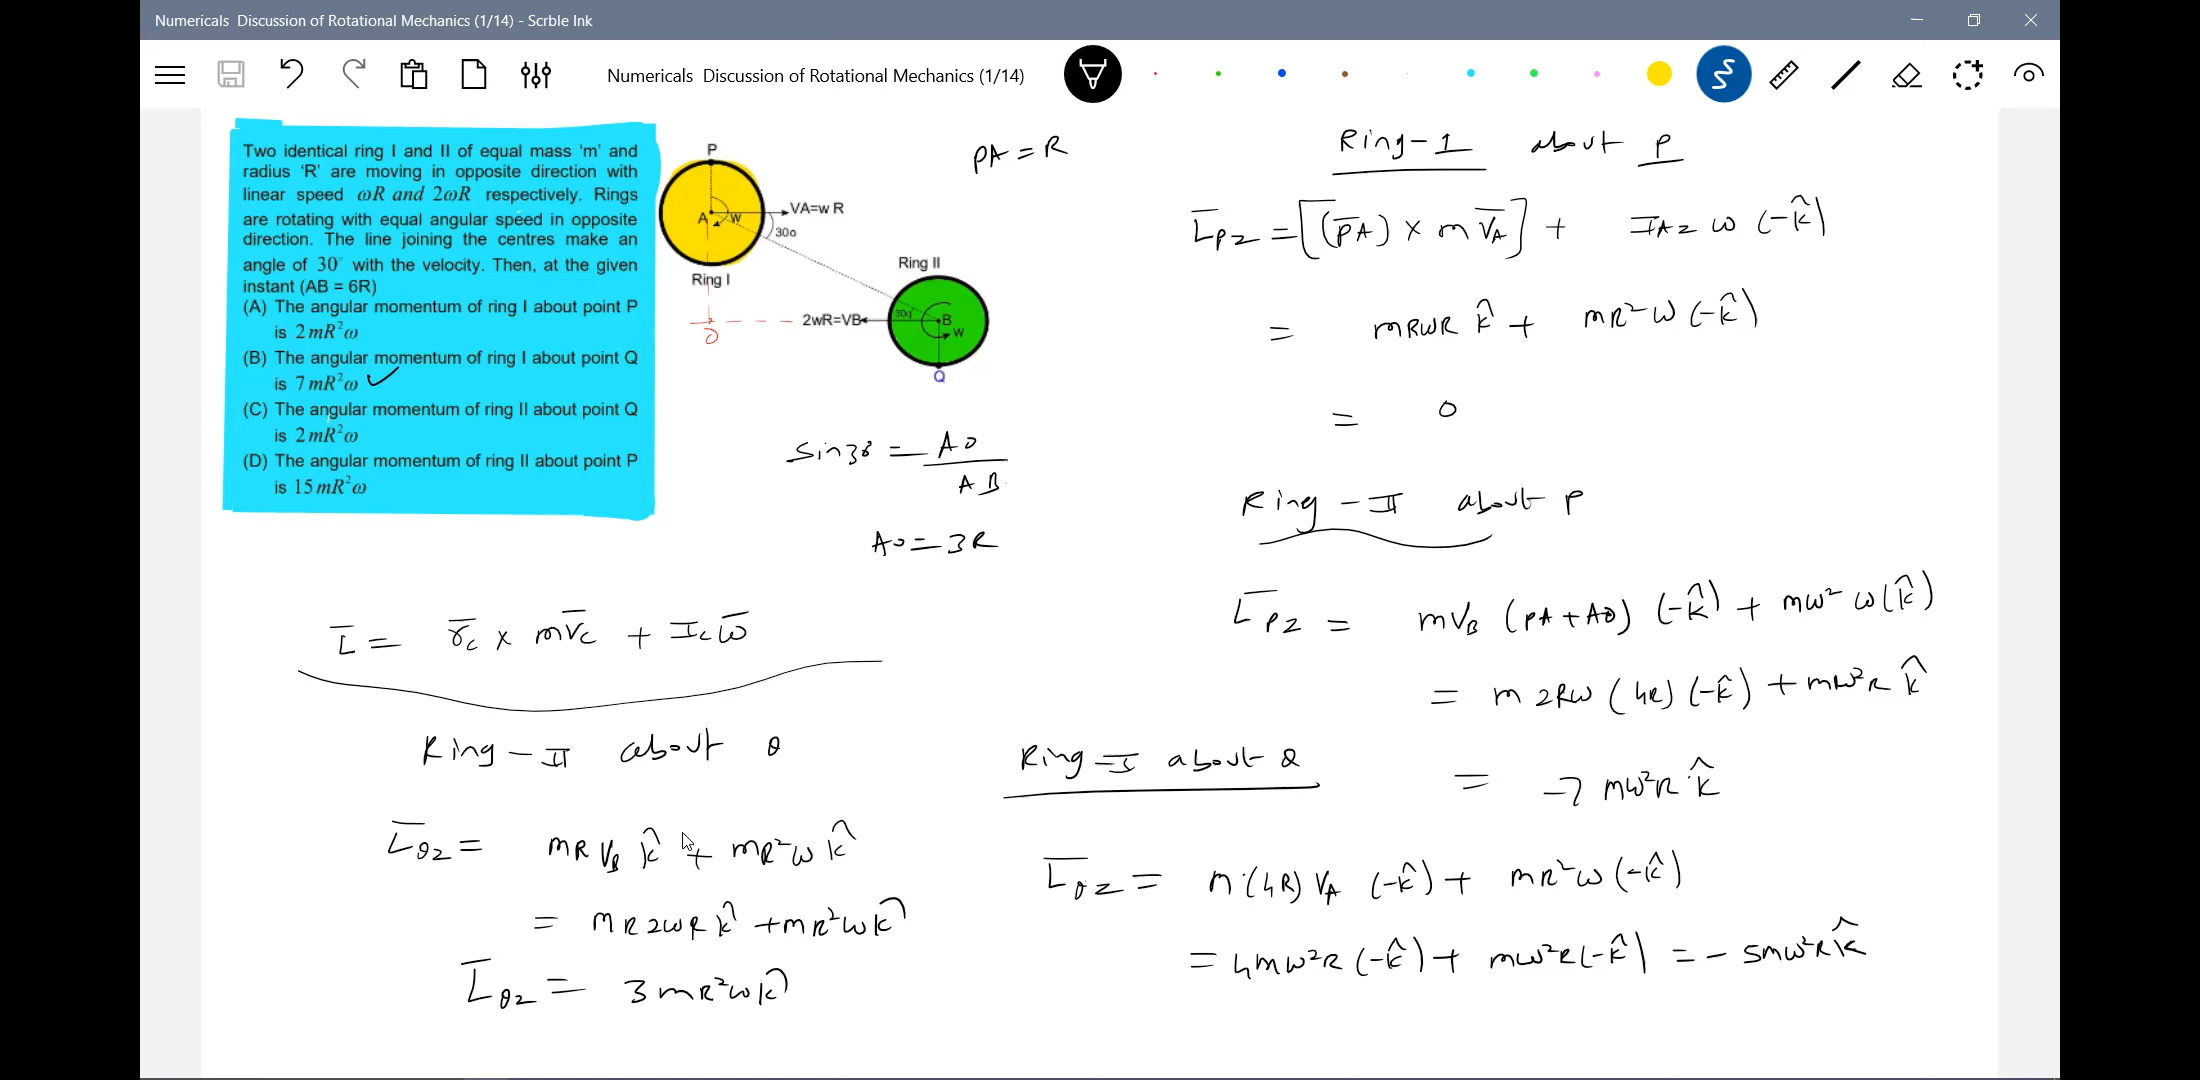 Numericals Discussion of Rotational Mechanics (1/14) - Scrble Ink
Numericals Discussion of Rotational Mechanics (1/14)
Two identical ring I and II of equal mass 'm' and
radius 'R' are moving in opposite direction with
linear speed ωR and 2ωR respectively. Rings
are rotating with equal angular speed in opposite
direction. The line joining the centres make an
angle of 30° with the velocity. Then, at the given
instant (AB = 6R)
(A) The angular momentum of ring I about point P
is 2mR²ω
(B) The angular momentum of ring I about point Q
is 7mR²ω ✓
(C) The angular momentum of ring II about point Q
is 2mR²ω
(D) The angular momentum of ring II about point P
is 15mR²ω
P
A
W
VA=w R
30o
Ring I
Ring II
O
2wR=VB
30o
B
W
Q
PA = R
sin30 = AO / AB
AO = 3R
L̄ = r̄c × m v̄c + Ic ω̄
Ring - II about Q
L̄Qz = mR VB k̂ + mR²ω k̂
= mR2ωR k̂ + mR²ω k̂
L̄Qz = 3mR²ω k̂
Ring-1 about P
L̄Pz = [(P̄A) × m V̄A] + IAz ω (-k̂)
= mRωR k̂ + mR²ω (-k̂)
= 0
Ring - II about P
L̄Pz = mVB (PA + AO) (-k̂) + mω² ω (k̂)
= m 2Rω (4R) (-k̂) + mω²R k̂
= -7 mω²R k̂
Ring - I about Q
L̄Qz = m (4R) VA (-k̂) + mR²ω (-k̂)
= 4mω²R (-k̂) + mω²R (-k̂) = - 5mω²R k̂